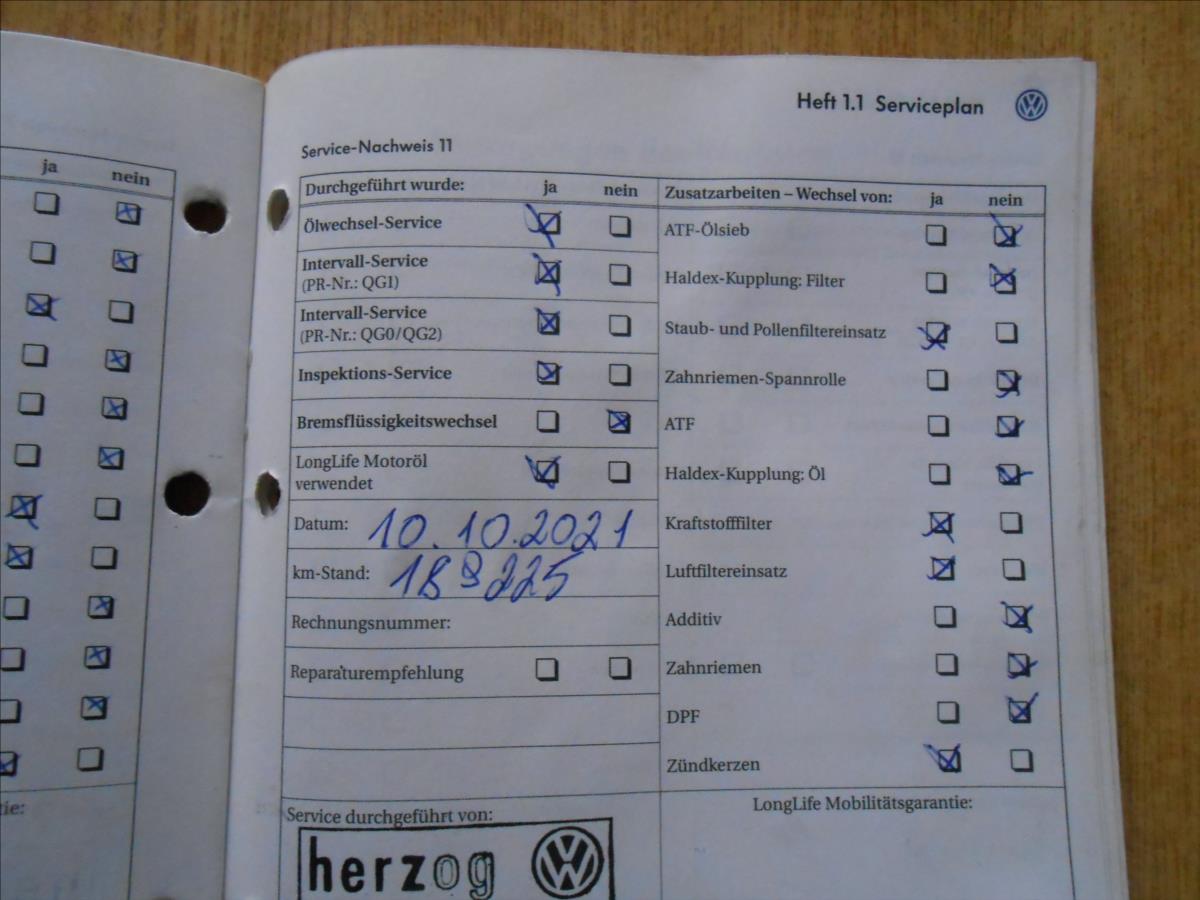 Heft 1.1 Serviceplan
Service-Nachweis 11
ja nein
Durchgeführt wurde: ja nein
Ölwechsel-Service
Intervall-Service
(PR-Nr.: QG1)
Intervall-Service
(PR-Nr.: QG0/QG2)
Inspektions-Service
Bremsflüssigkeitswechsel
LongLife Motoröl
verwendet
Datum: 10.10.2021
km-Stand: 189225
Rechnungsnummer:
Reparaturempfehlung
Service durchgeführt von:
herzog
Zusatzarbeiten – Wechsel von: ja nein
ATF-Ölsieb
Haldex-Kupplung: Filter
Staub- und Pollenfiltereinsatz
Zahnriemen-Spannrolle
ATF
Haldex-Kupplung: Öl
Kraftstofffilter
Luftfiltereinsatz
Additiv
Zahnriemen
DPF
Zündkerzen
LongLife Mobilitätsgarantie: